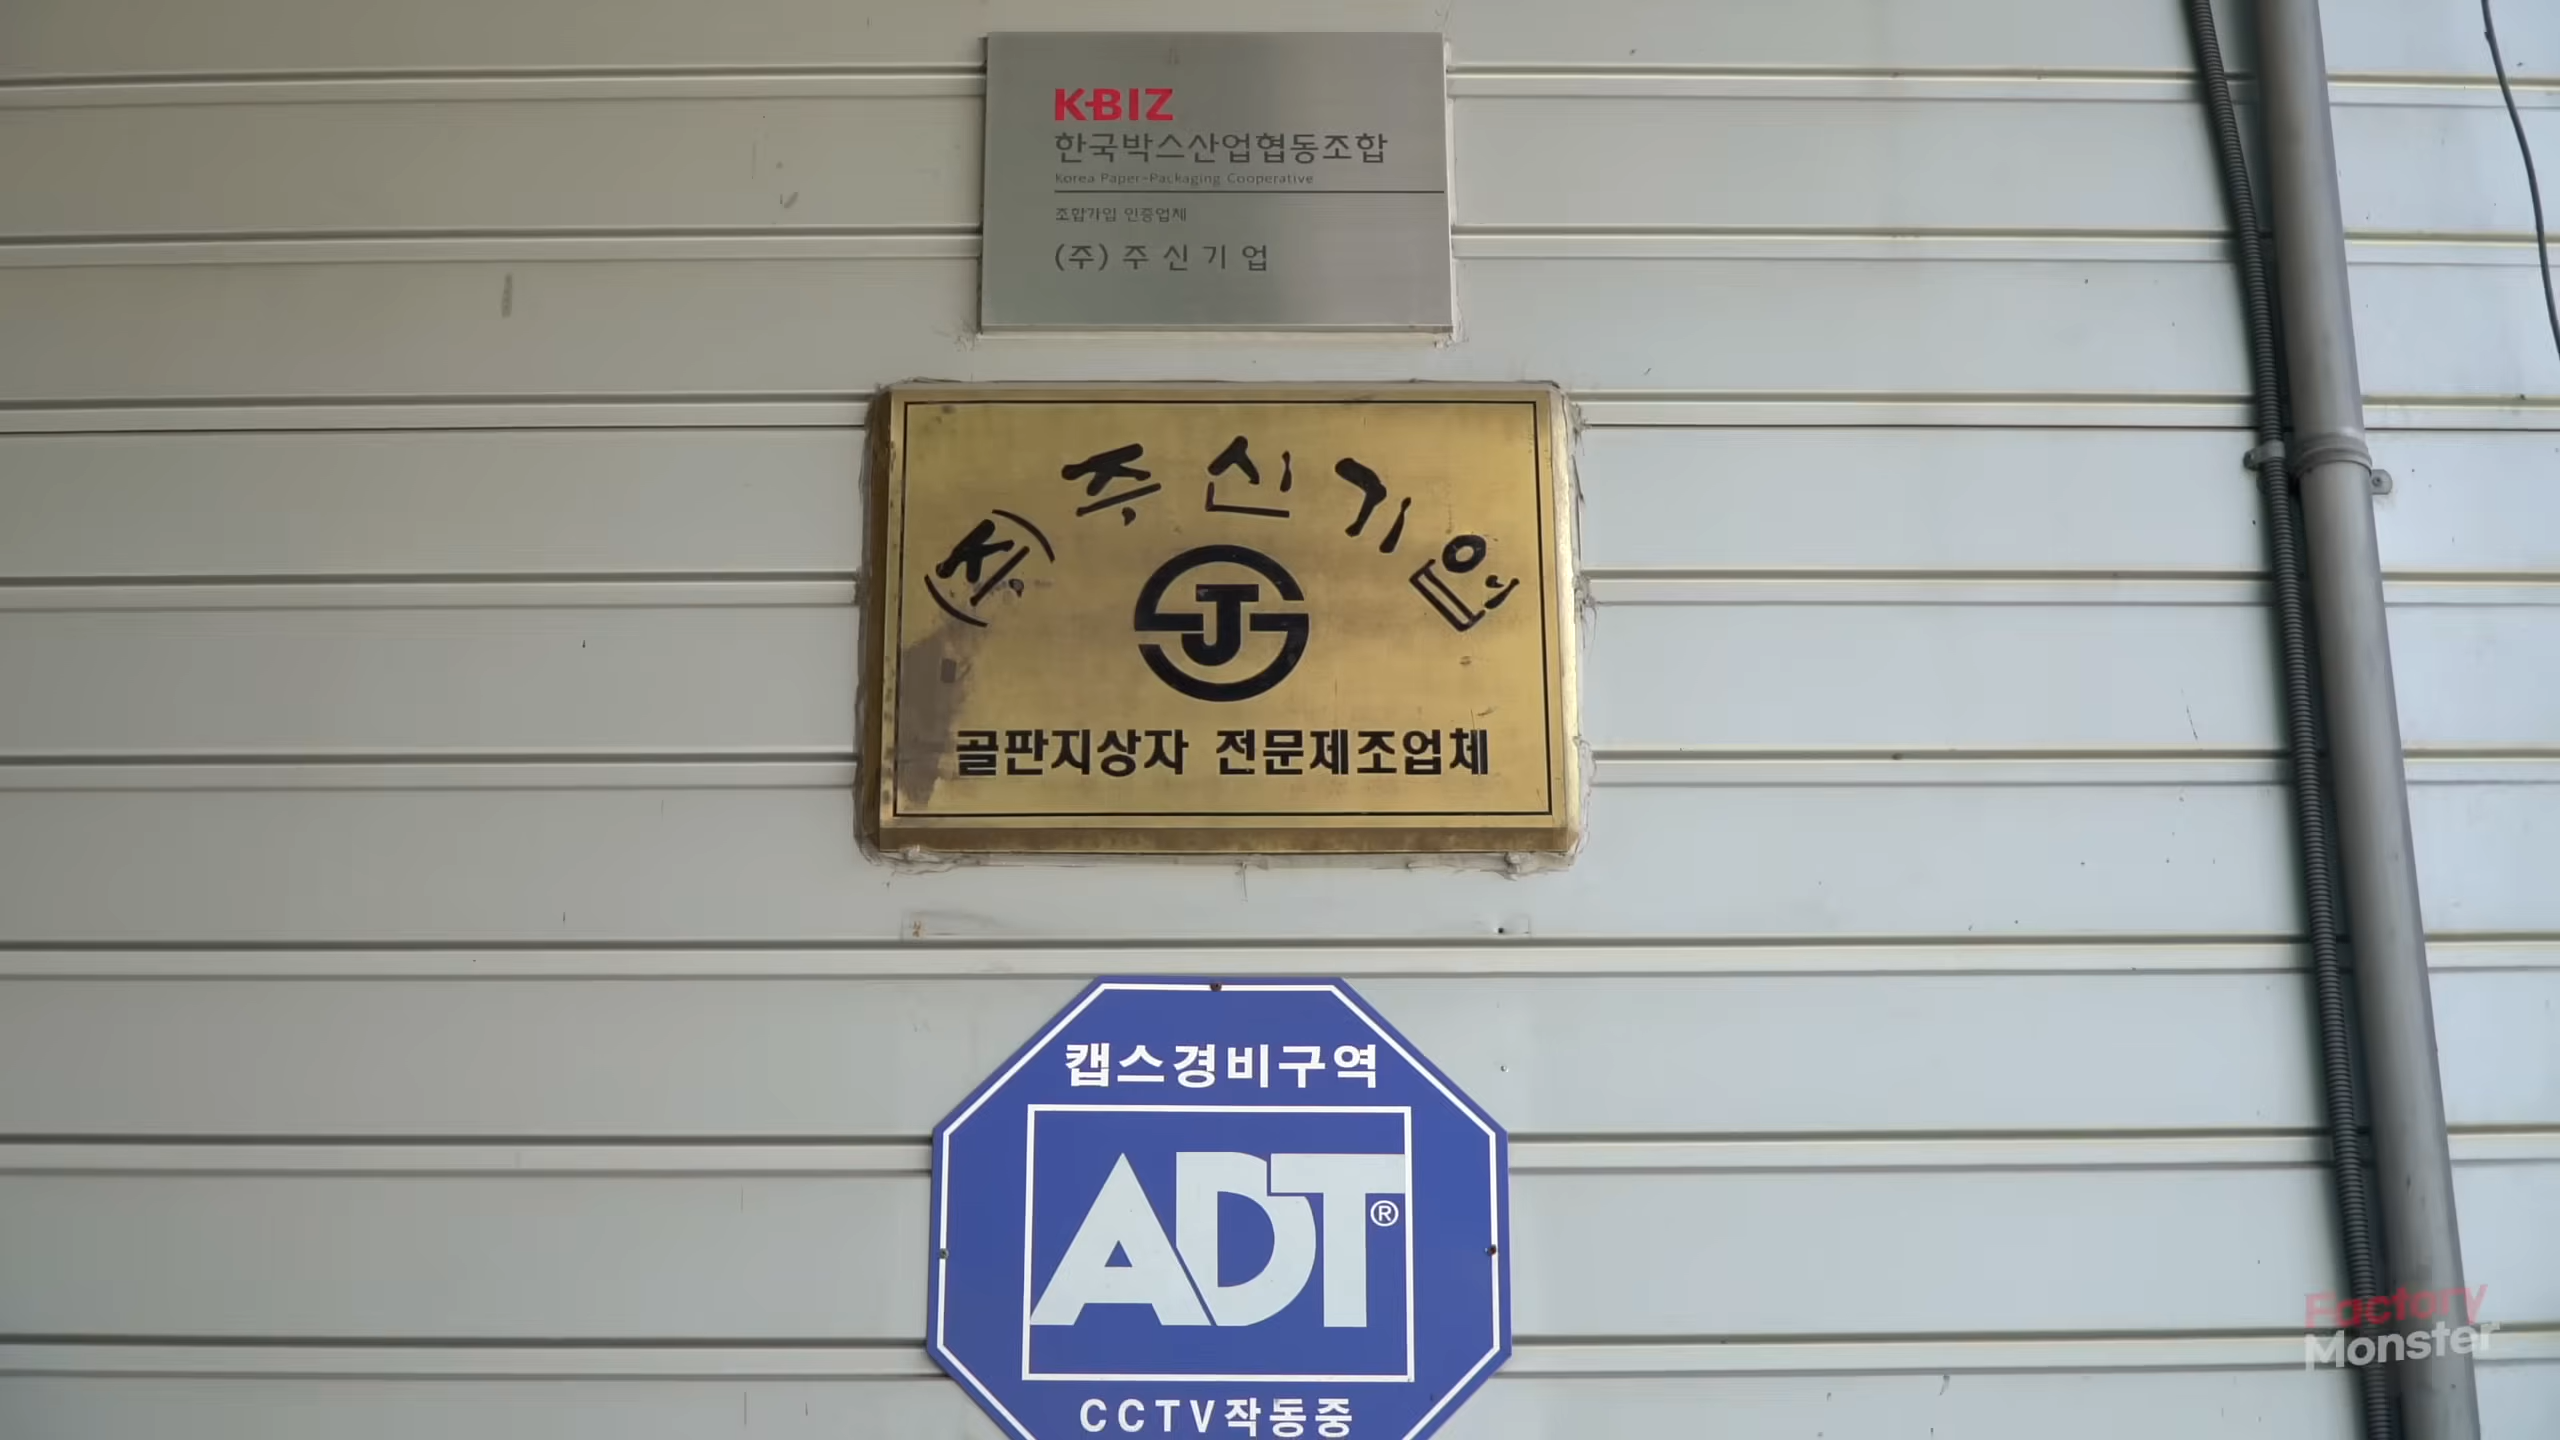 K-BIZ
한국박스산업협동조합
Korea Paper-Packaging Cooperative
조합가입 인증업체
(주) 주 신 기 업
(주) 주 신 기 업
JS
골판지상자 전문제조업체
캡스경비구역
ADT®
CCTV작동중
Factory
Monster